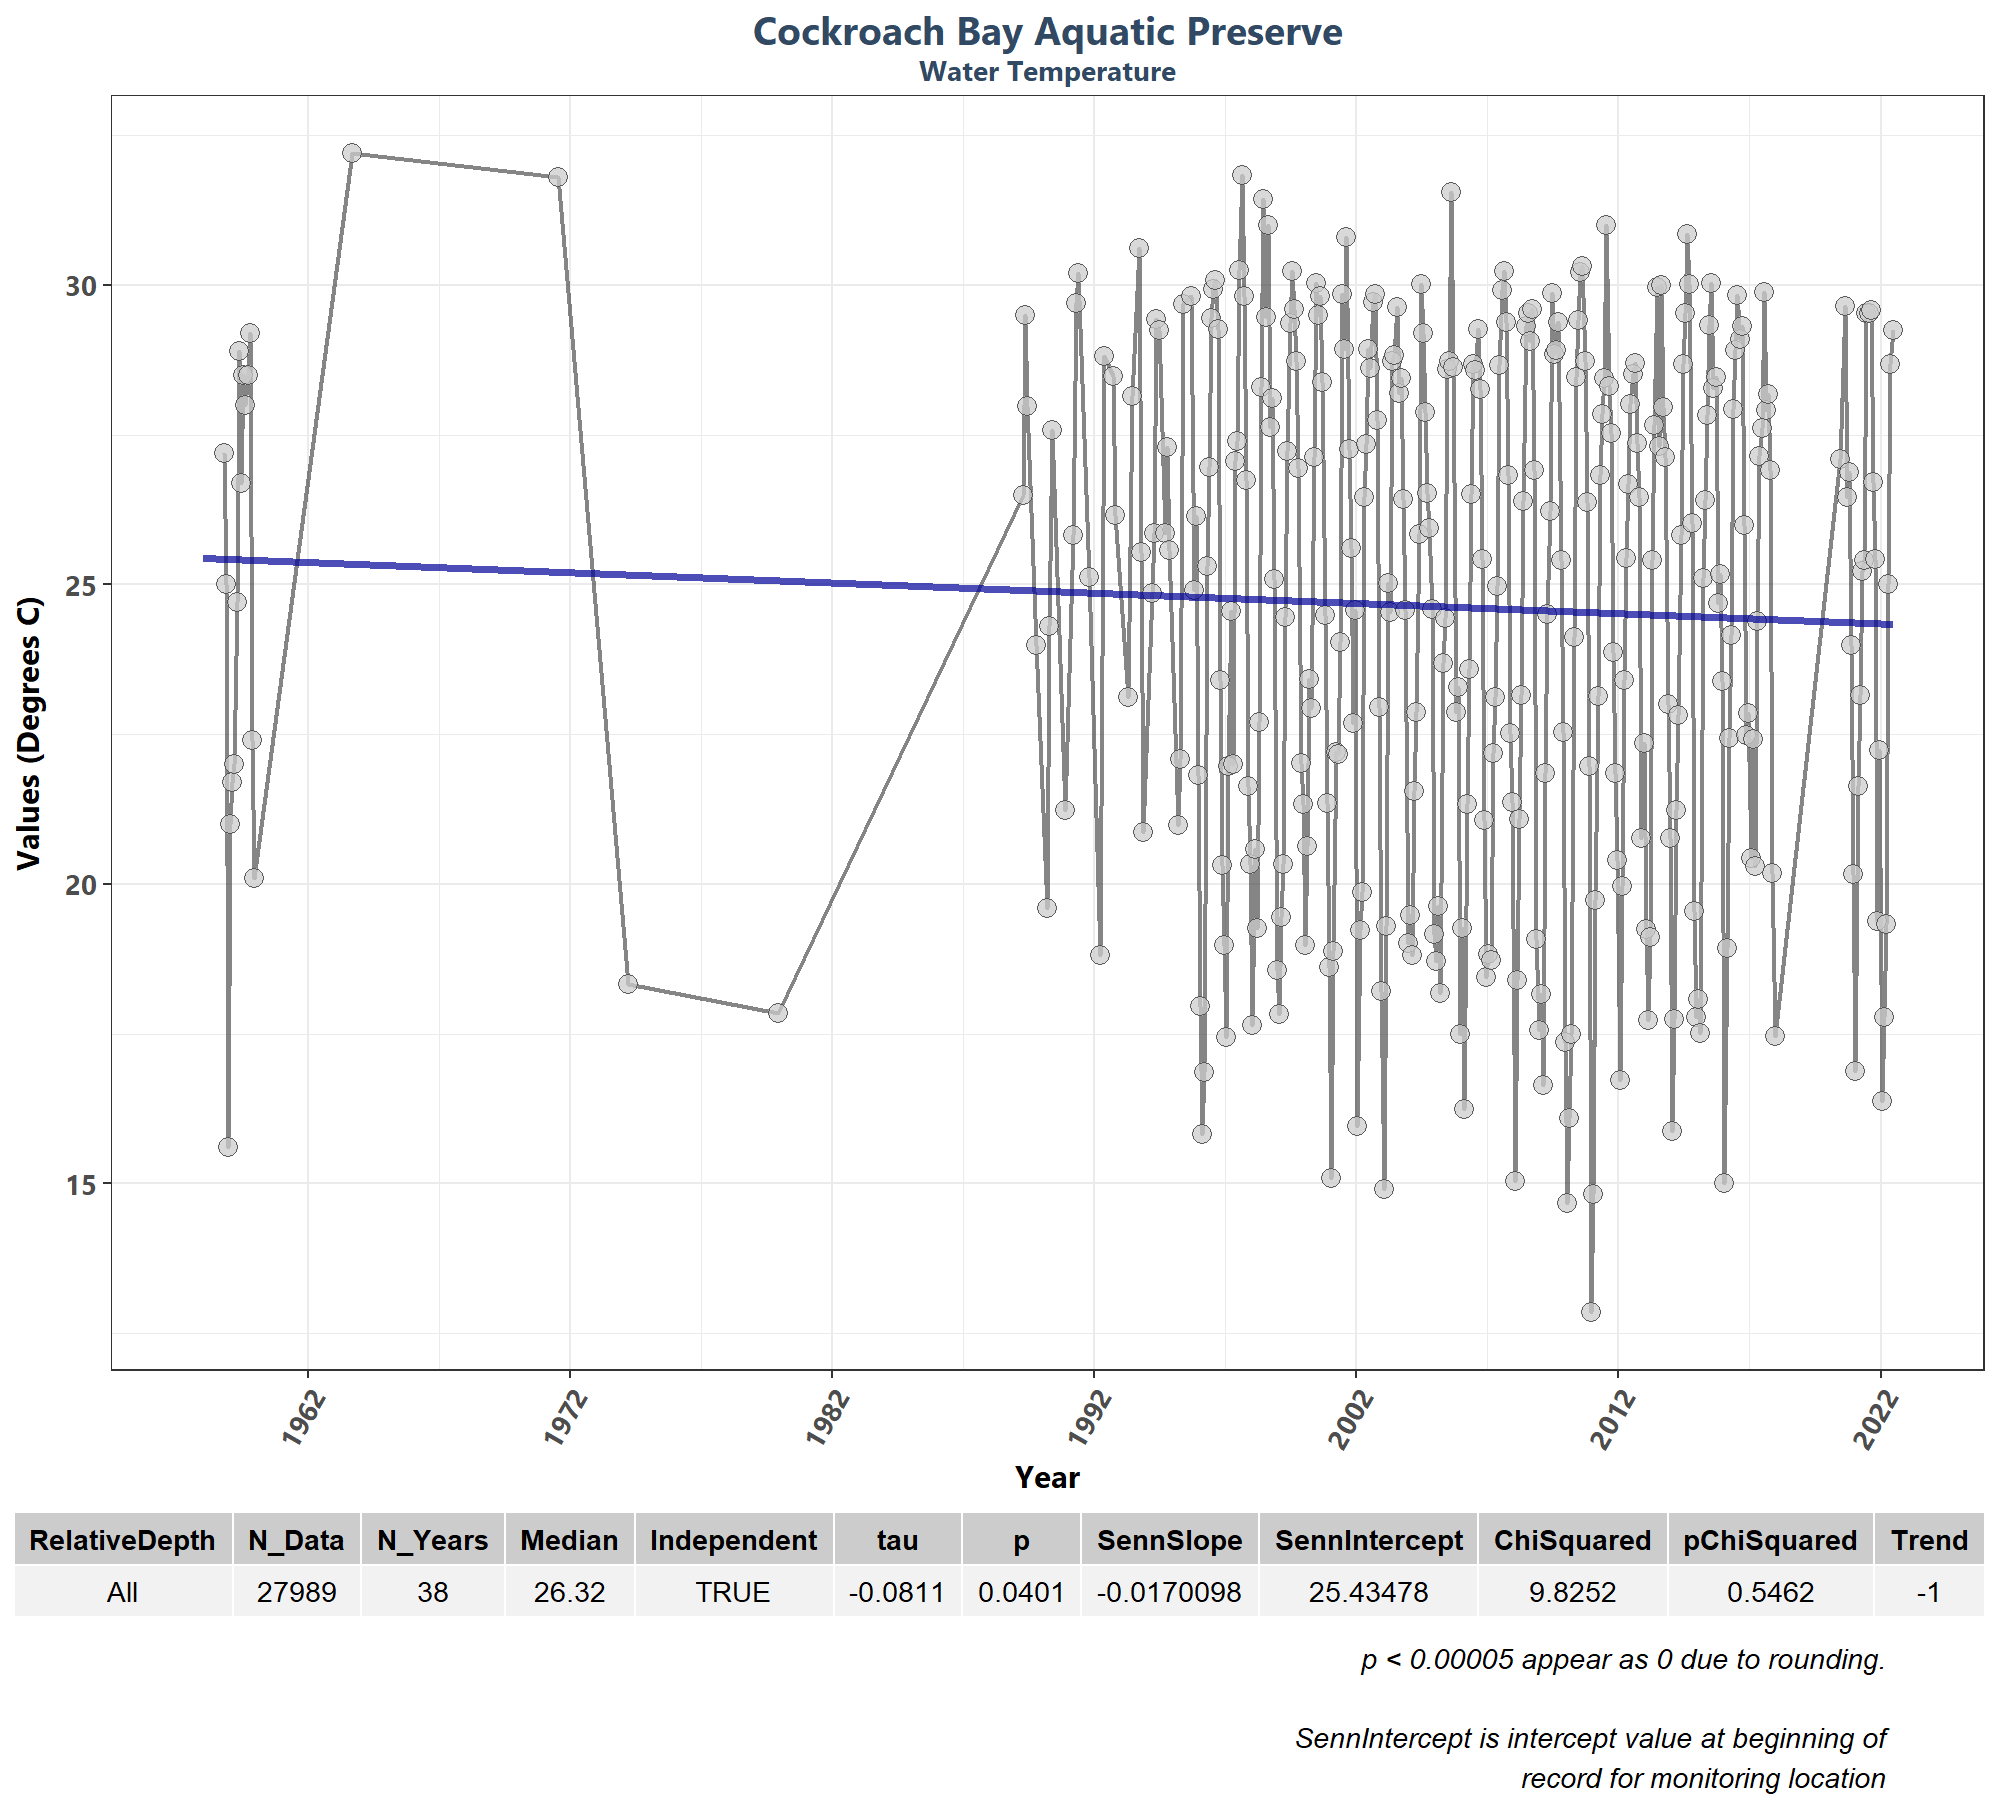 Cockroach Bay Aquatic Preserve
Water Temperature
Values (Degrees C)
30
25
20
15
1962 1972 1982 1992 2002 2012 2022
Year
RelativeDepth N_Data N_Years Median Independent tau p SennSlope SennIntercept ChiSquared pChiSquared Trend
All 27989 38 26.32 TRUE -0.0811 0.0401 -0.0170098 25.43478 9.8252 0.5462 -1
p < 0.00005 appear as 0 due to rounding.
SennIntercept is intercept value at beginning of
record for monitoring location